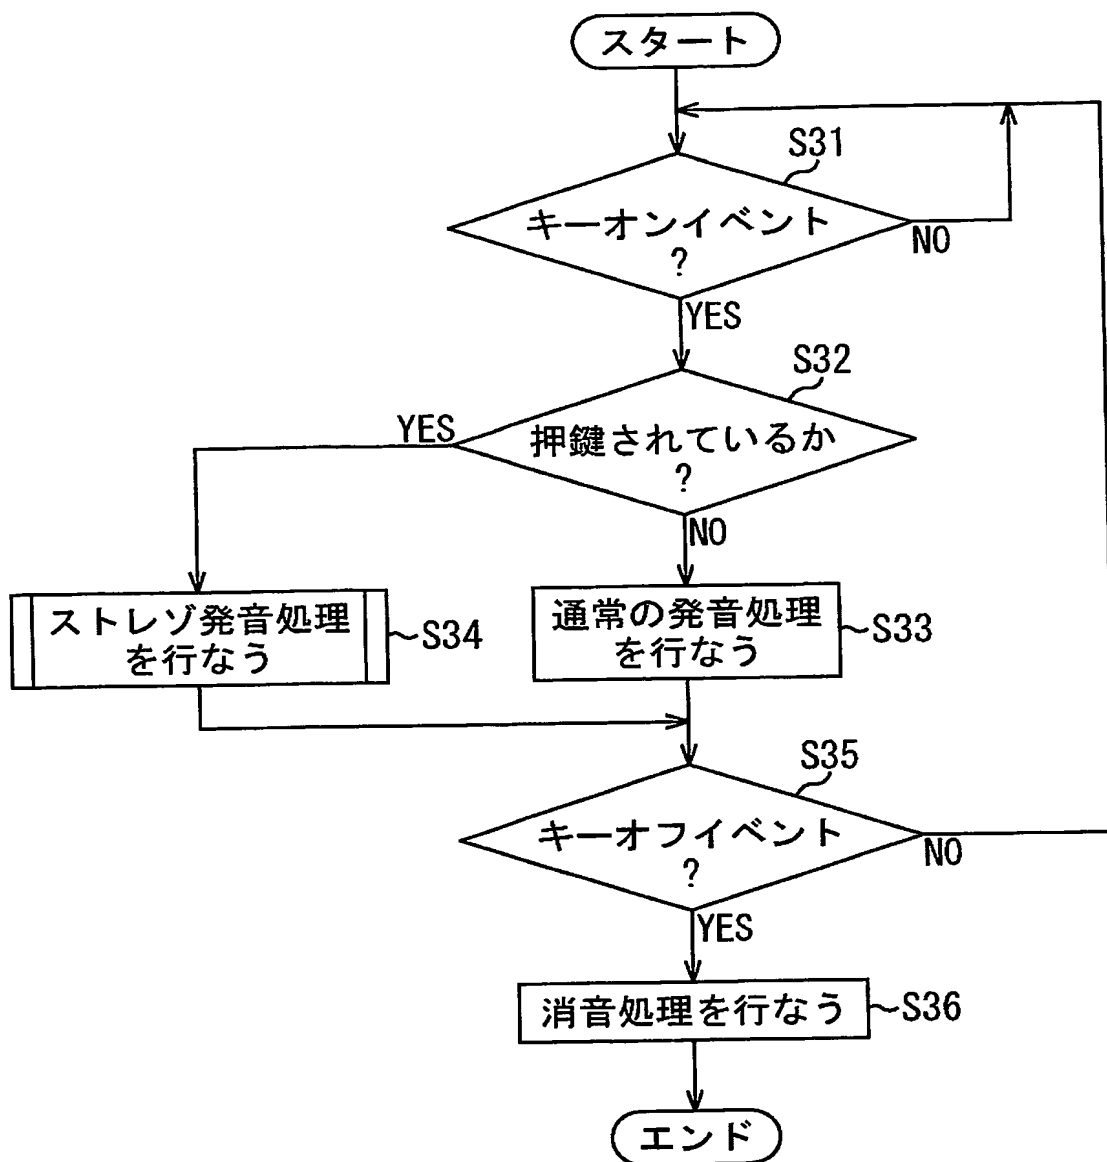 スタート
S31
キーオンイベント
?
NO
YES
S32
YES
押鍵されているか
?
NO
ストレゾ発音処理
を行なう
S34
通常の発音処理
を行なう
S33
S35
キーオフイベント
?
NO
YES
消音処理を行なう
S36
エンド